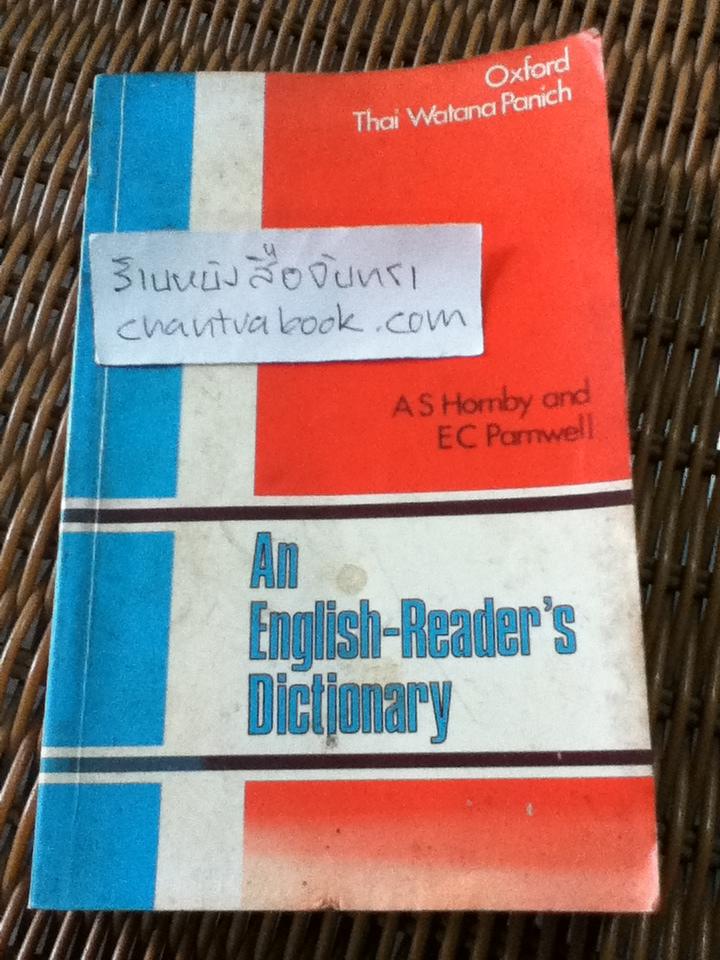 Oxford
Thai Watana Panich
ร้านหนังสือจันทรา
chantrabook.com
A S Hornby and
E C Parnwell
An
English-Reader's
Dictionary